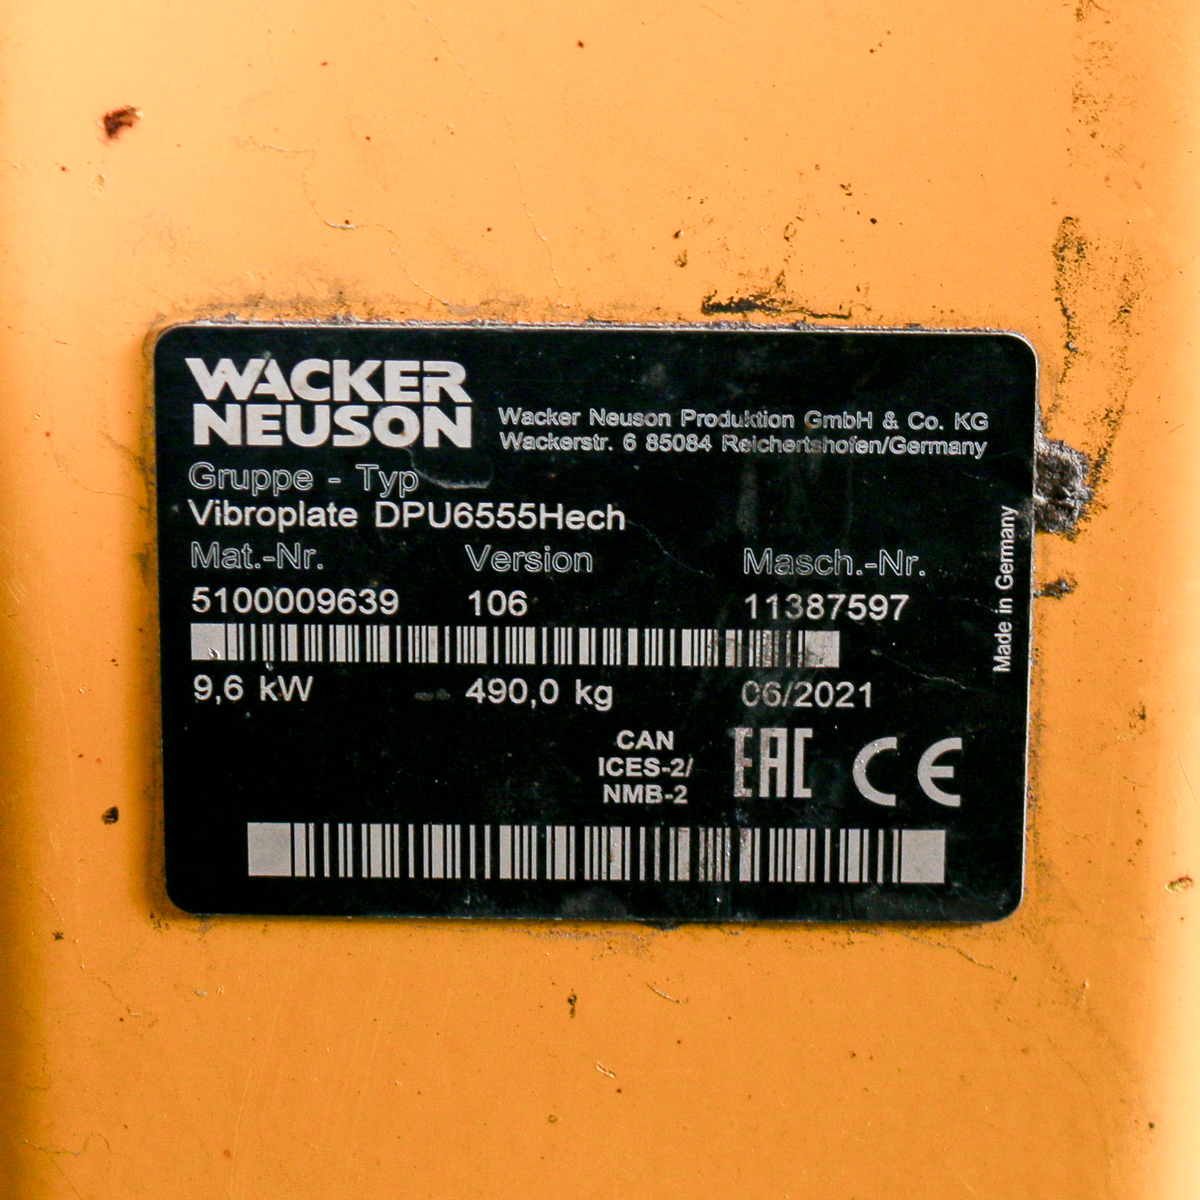 WACKER
NEUSON
Wacker Neuson Produktion GmbH & Co. KG
Wackerstr. 6 85084 Reichertshofen/Germany
Gruppe - Typ
Vibroplate DPU6555Hech
Mat.-Nr. Version Masch.-Nr.
5100009639 106 11387597
9,6 kW 490,0 kg 06/2021
Made in Germany
CAN
ICES-2/
NMB-2
EAC CE